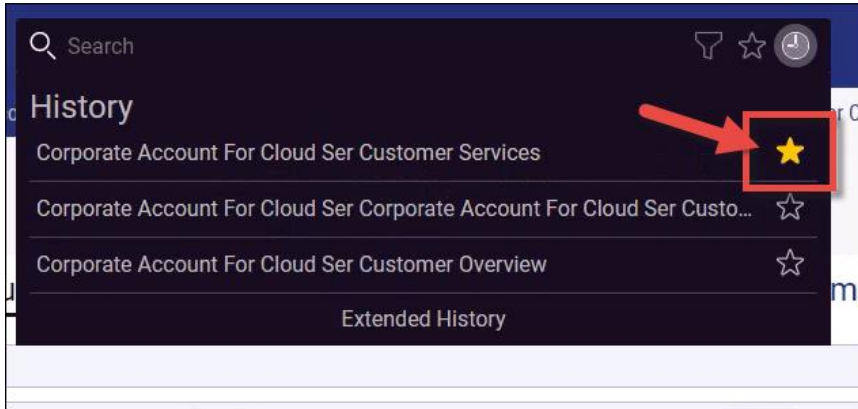 Search
History
Corporate Account For Cloud Ser Customer Services
Corporate Account For Cloud Ser Corporate Account For Cloud Ser Custo...
Corporate Account For Cloud Ser Customer Overview
Extended History